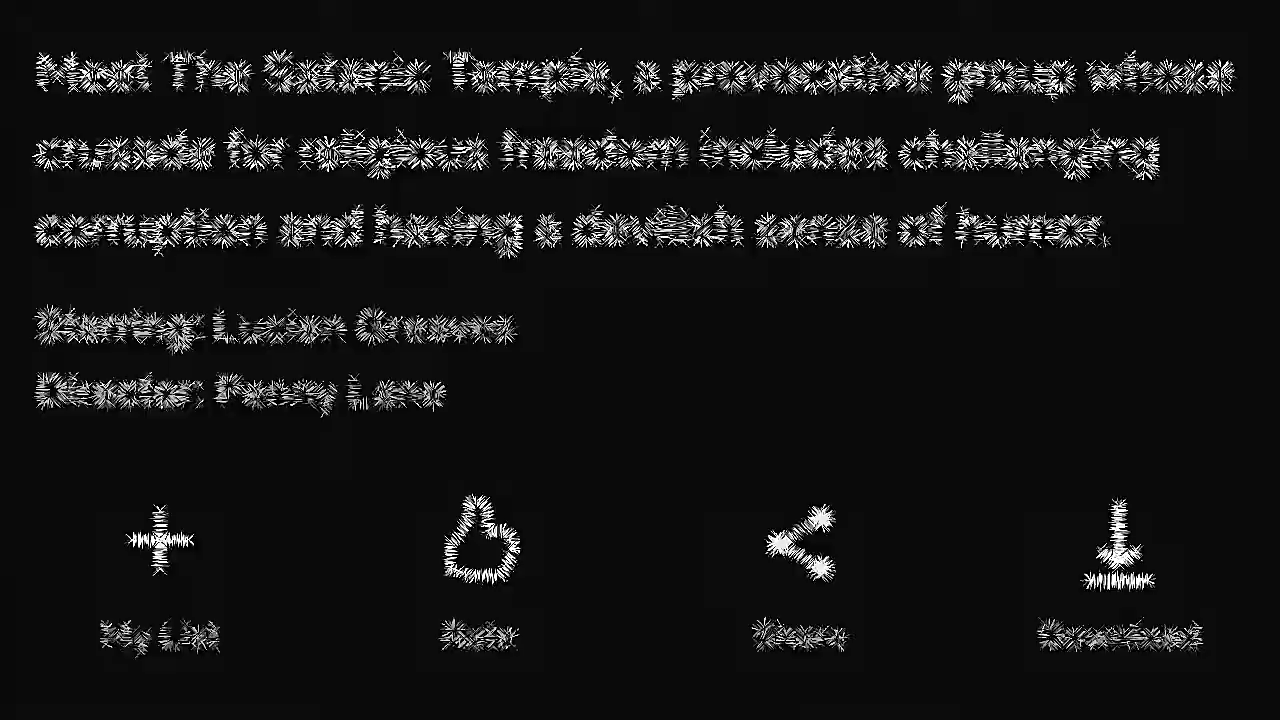 Meet The Satanic Temple, a provocative group whose
crusade for religious freedom includes challenging
corruption and having a devilish sense of humor.
Starring: Lucien Greaves
Director: Penny Lane
My List
Rate
Share
Download